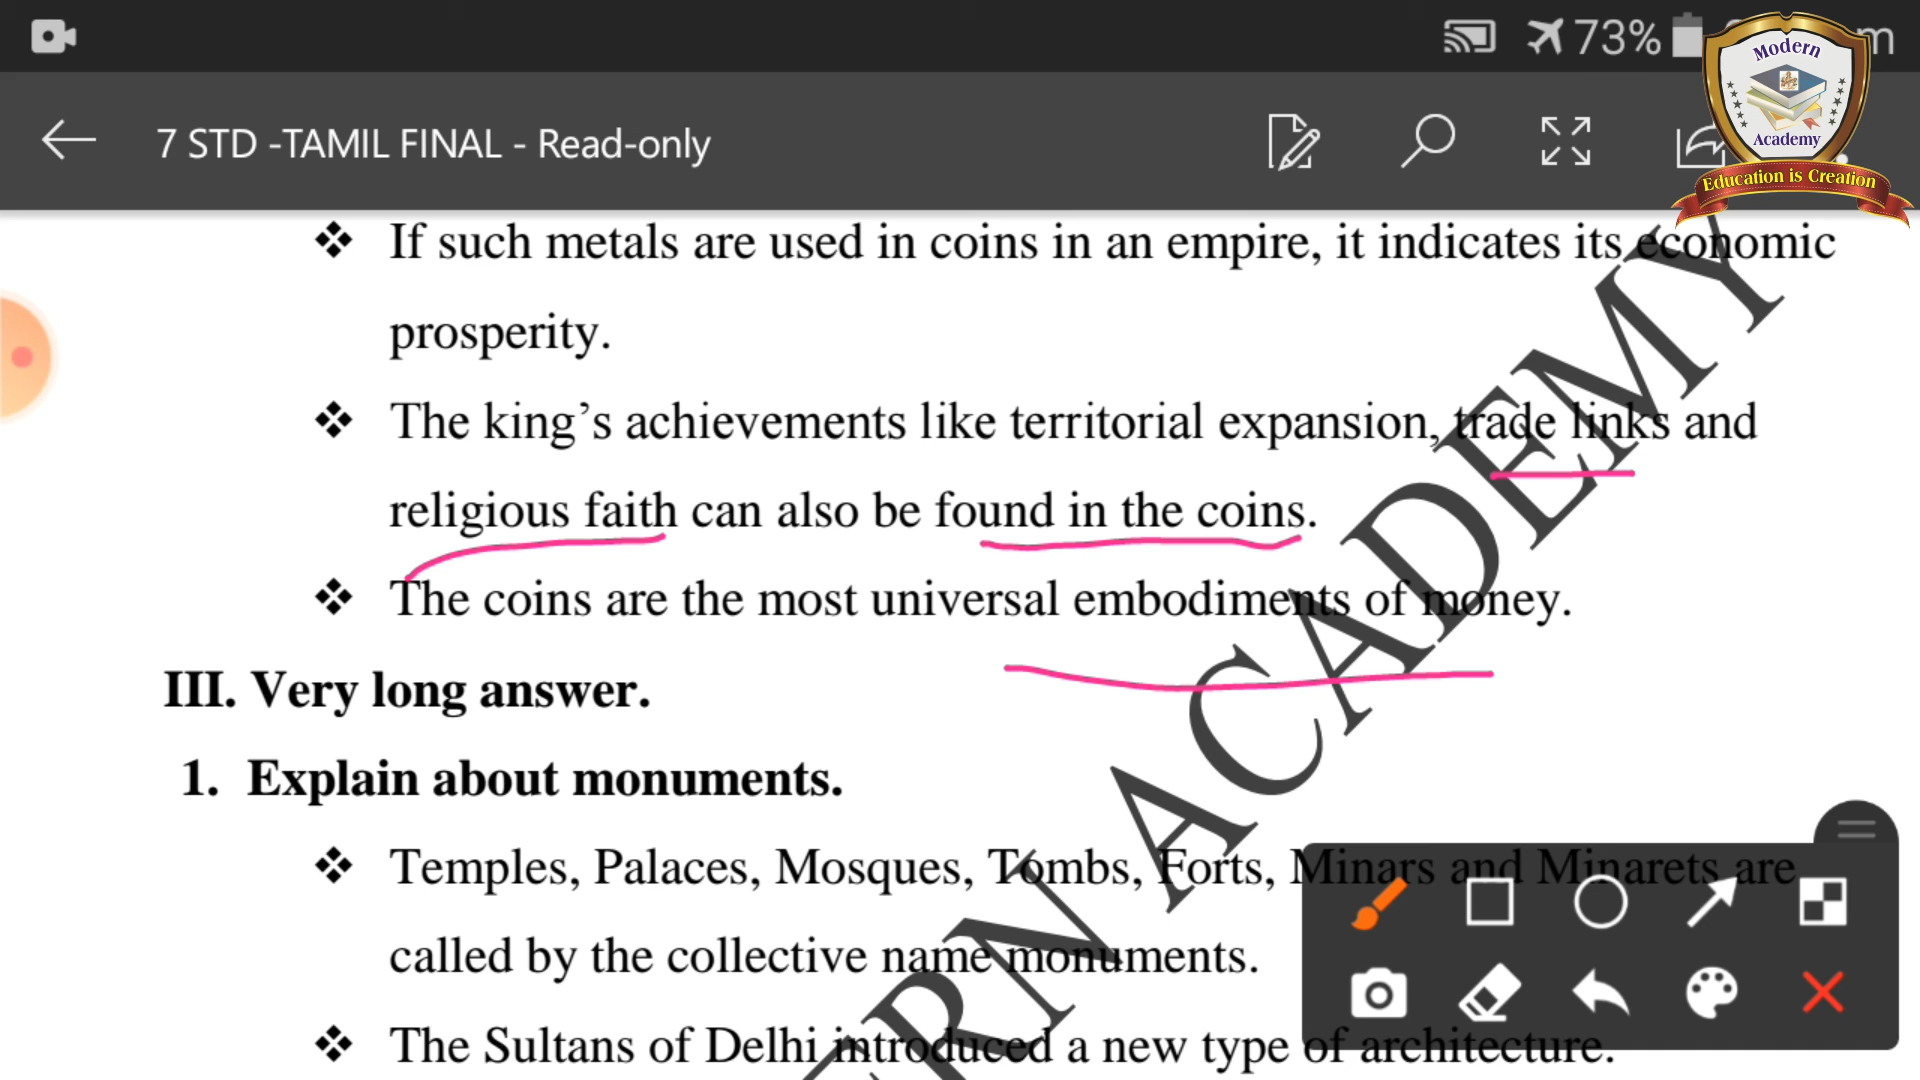 73%
m
Modern
Academy
Education is Creation
7 STD -TAMIL FINAL - Read-only
❖ If such metals are used in coins in an empire, it indicates its economic
prosperity.
❖ The king’s achievements like territorial expansion, trade links and
religious faith can also be found in the coins.
❖ The coins are the most universal embodiments of money.
III. Very long answer.
1. Explain about monuments.
❖ Temples, Palaces, Mosques, Tombs, Forts, Minars and Minarets are
called by the collective name monuments.
❖ The Sultans of Delhi introduced a new type of architecture.
ERN ACADEMY